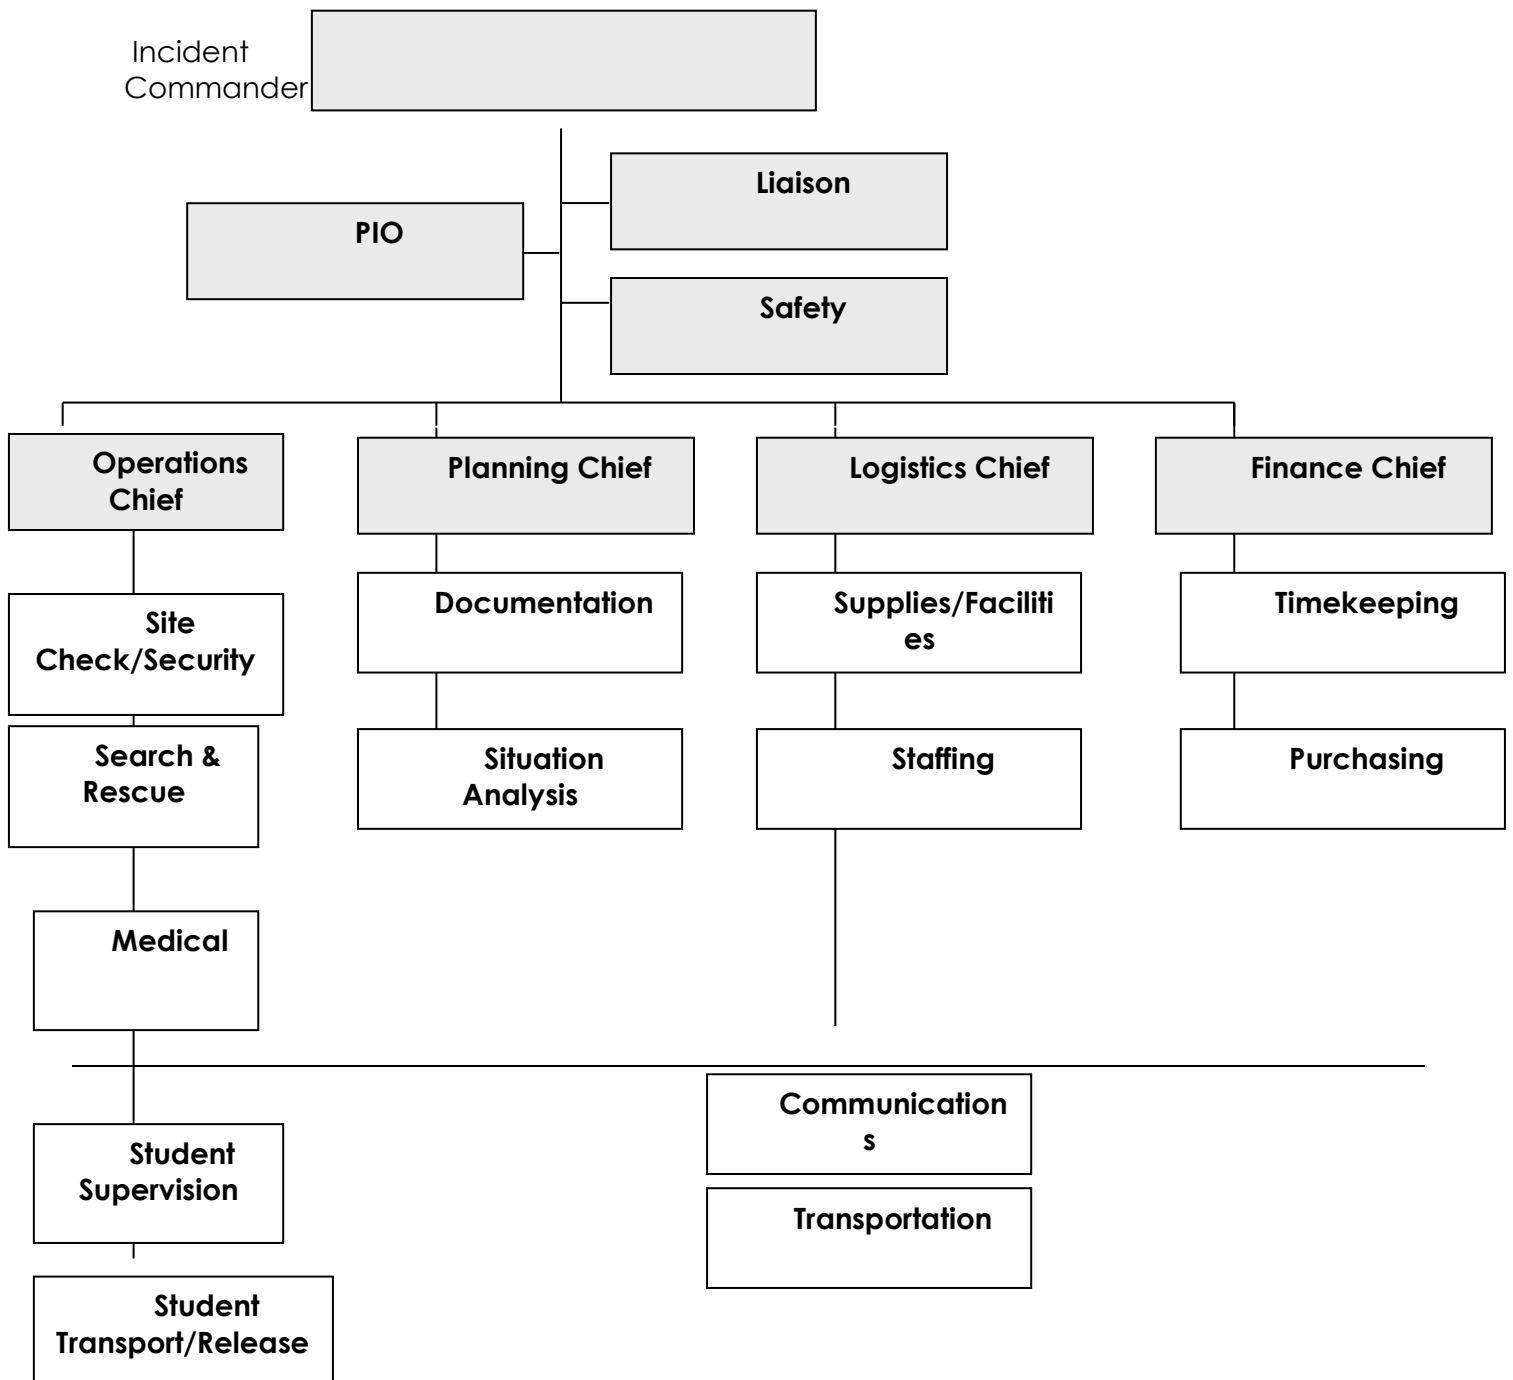 Incident
Commander
Liaison
PIO
Safety
Operations
Chief
Planning Chief
Logistics Chief
Finance Chief
Documentation
Supplies/Faciliti
es
Timekeeping
Site
Check/Security
Search &
Rescue
Situation
Analysis
Staffing
Purchasing
Medical
Communication
s
Student
Supervision
Transportation
Student
Transport/Release